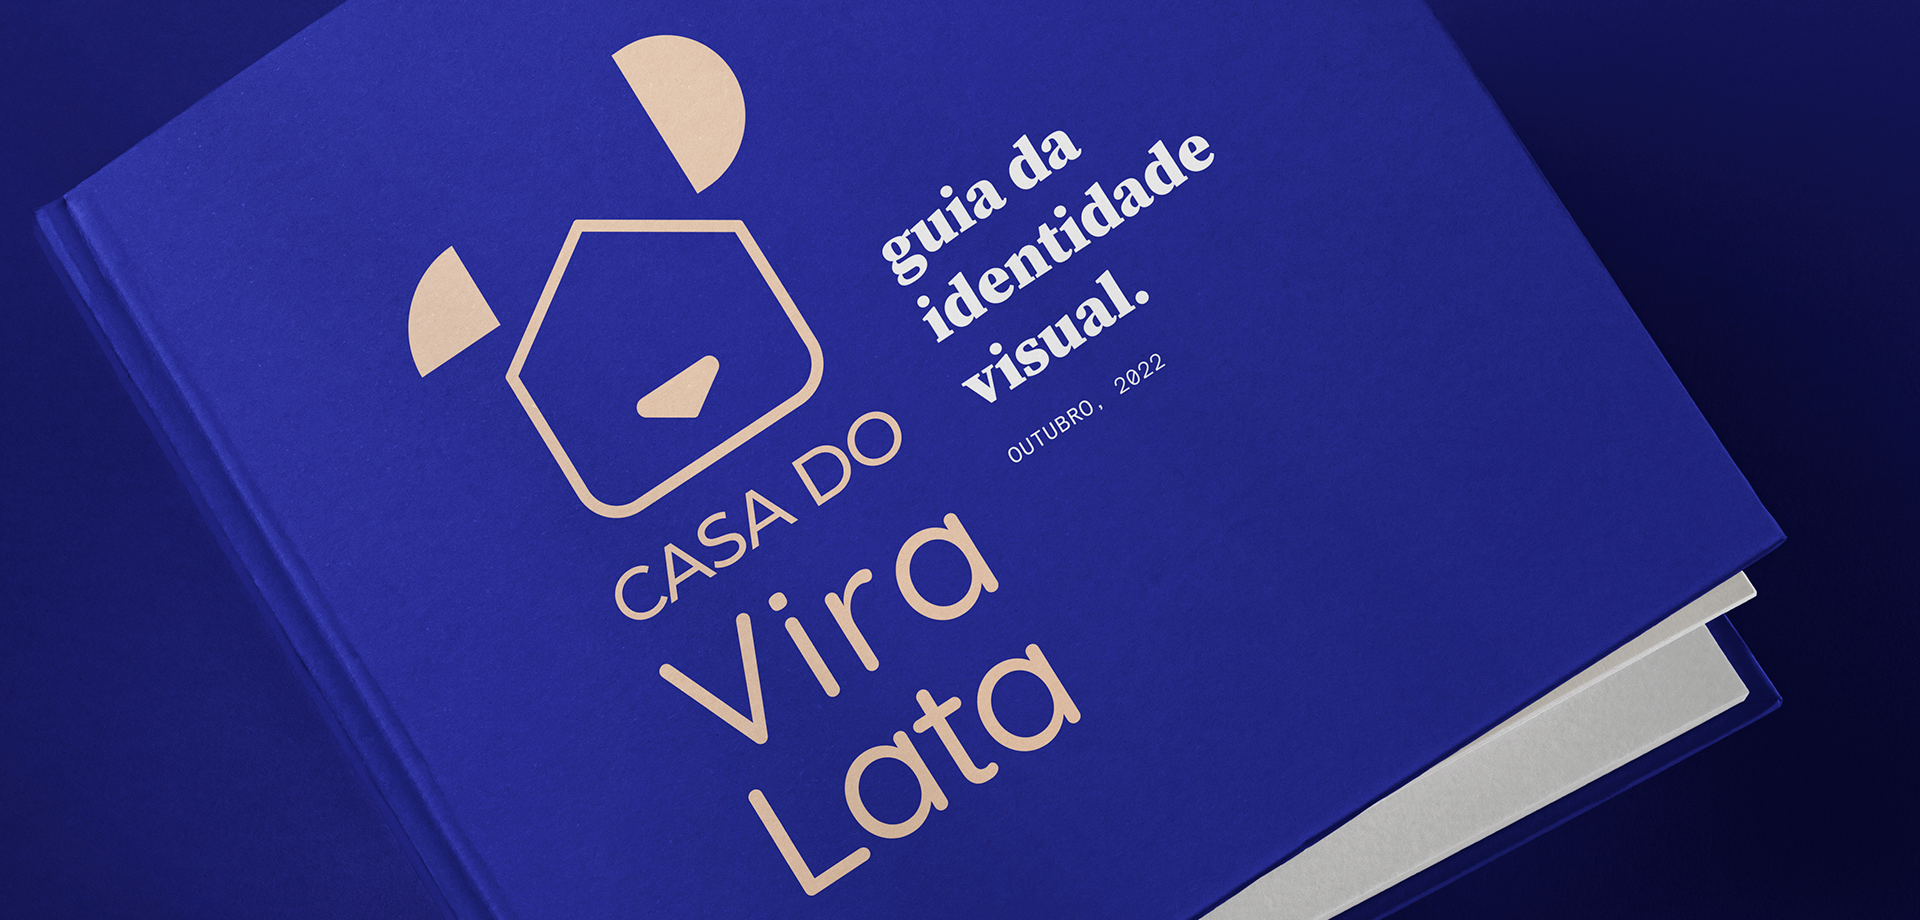 CASA DO
Vira
Lata
guia da
identidade
visual.
OUTUBRO, 2022